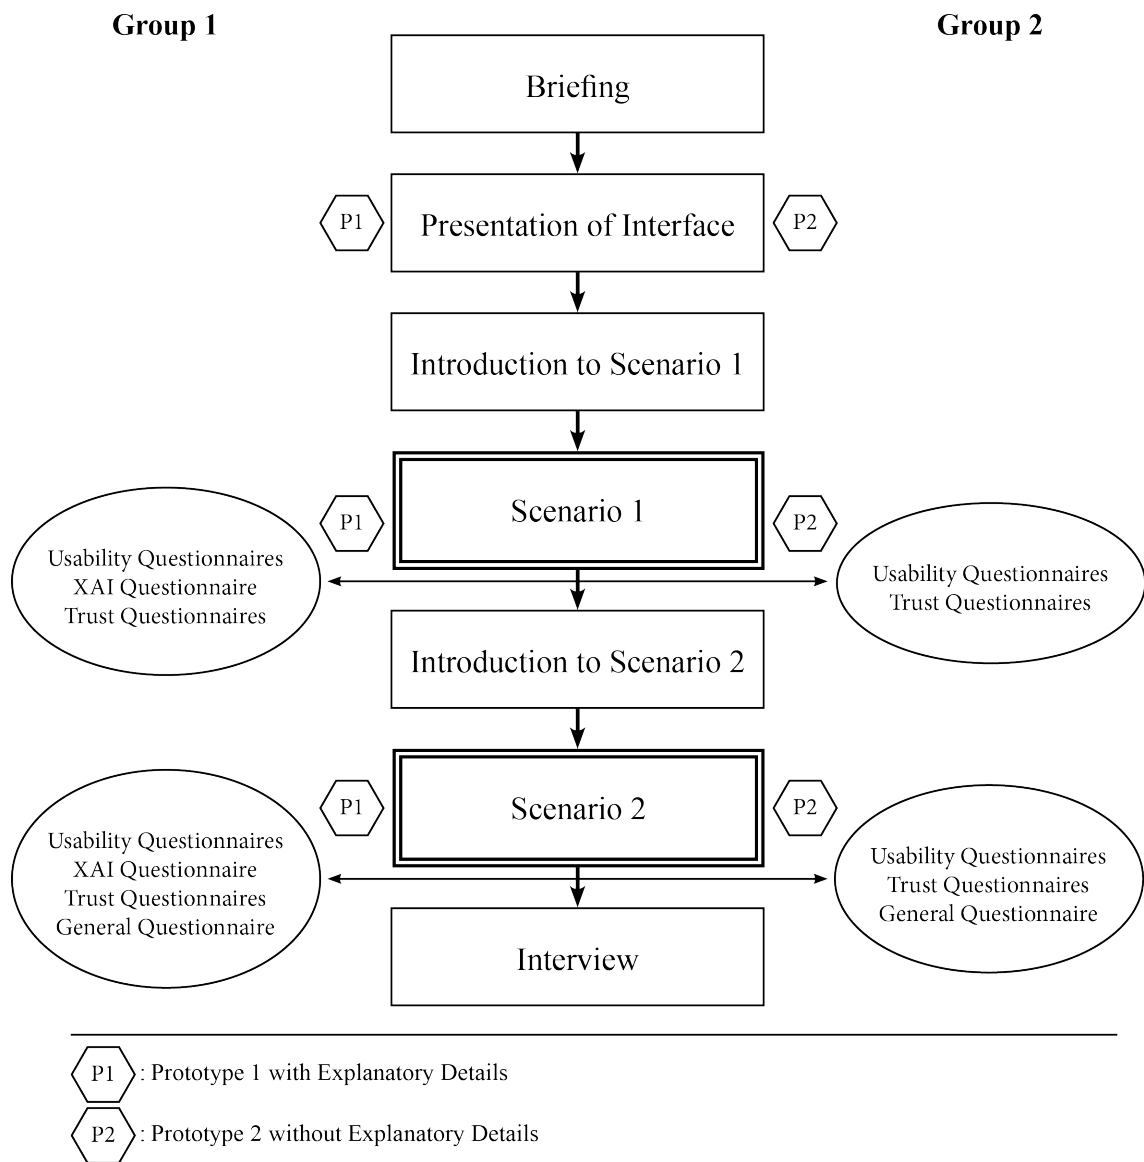 Group 1
Group 2
Briefing
P1
Presentation of Interface
P2
Introduction to Scenario 1
P1
Scenario 1
P2
Usability Questionnaires
XAI Questionnaire
Trust Questionnaires
Usability Questionnaires
Trust Questionnaires
Introduction to Scenario 2
P1
Scenario 2
P2
Usability Questionnaires
XAI Questionnaire
Trust Questionnaires
General Questionnaire
Usability Questionnaires
Trust Questionnaires
General Questionnaire
Interview
P1 : Prototype 1 with Explanatory Details
P2 : Prototype 2 without Explanatory Details